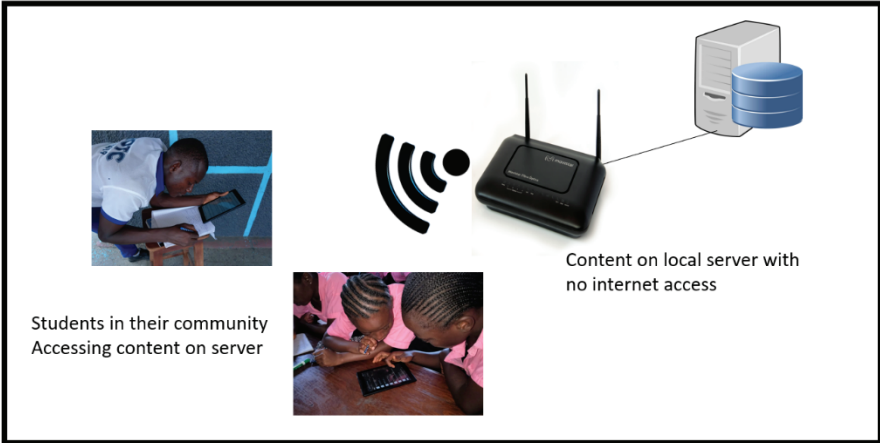 Content on local server with
no internet access
Students in their community
Accessing content on server